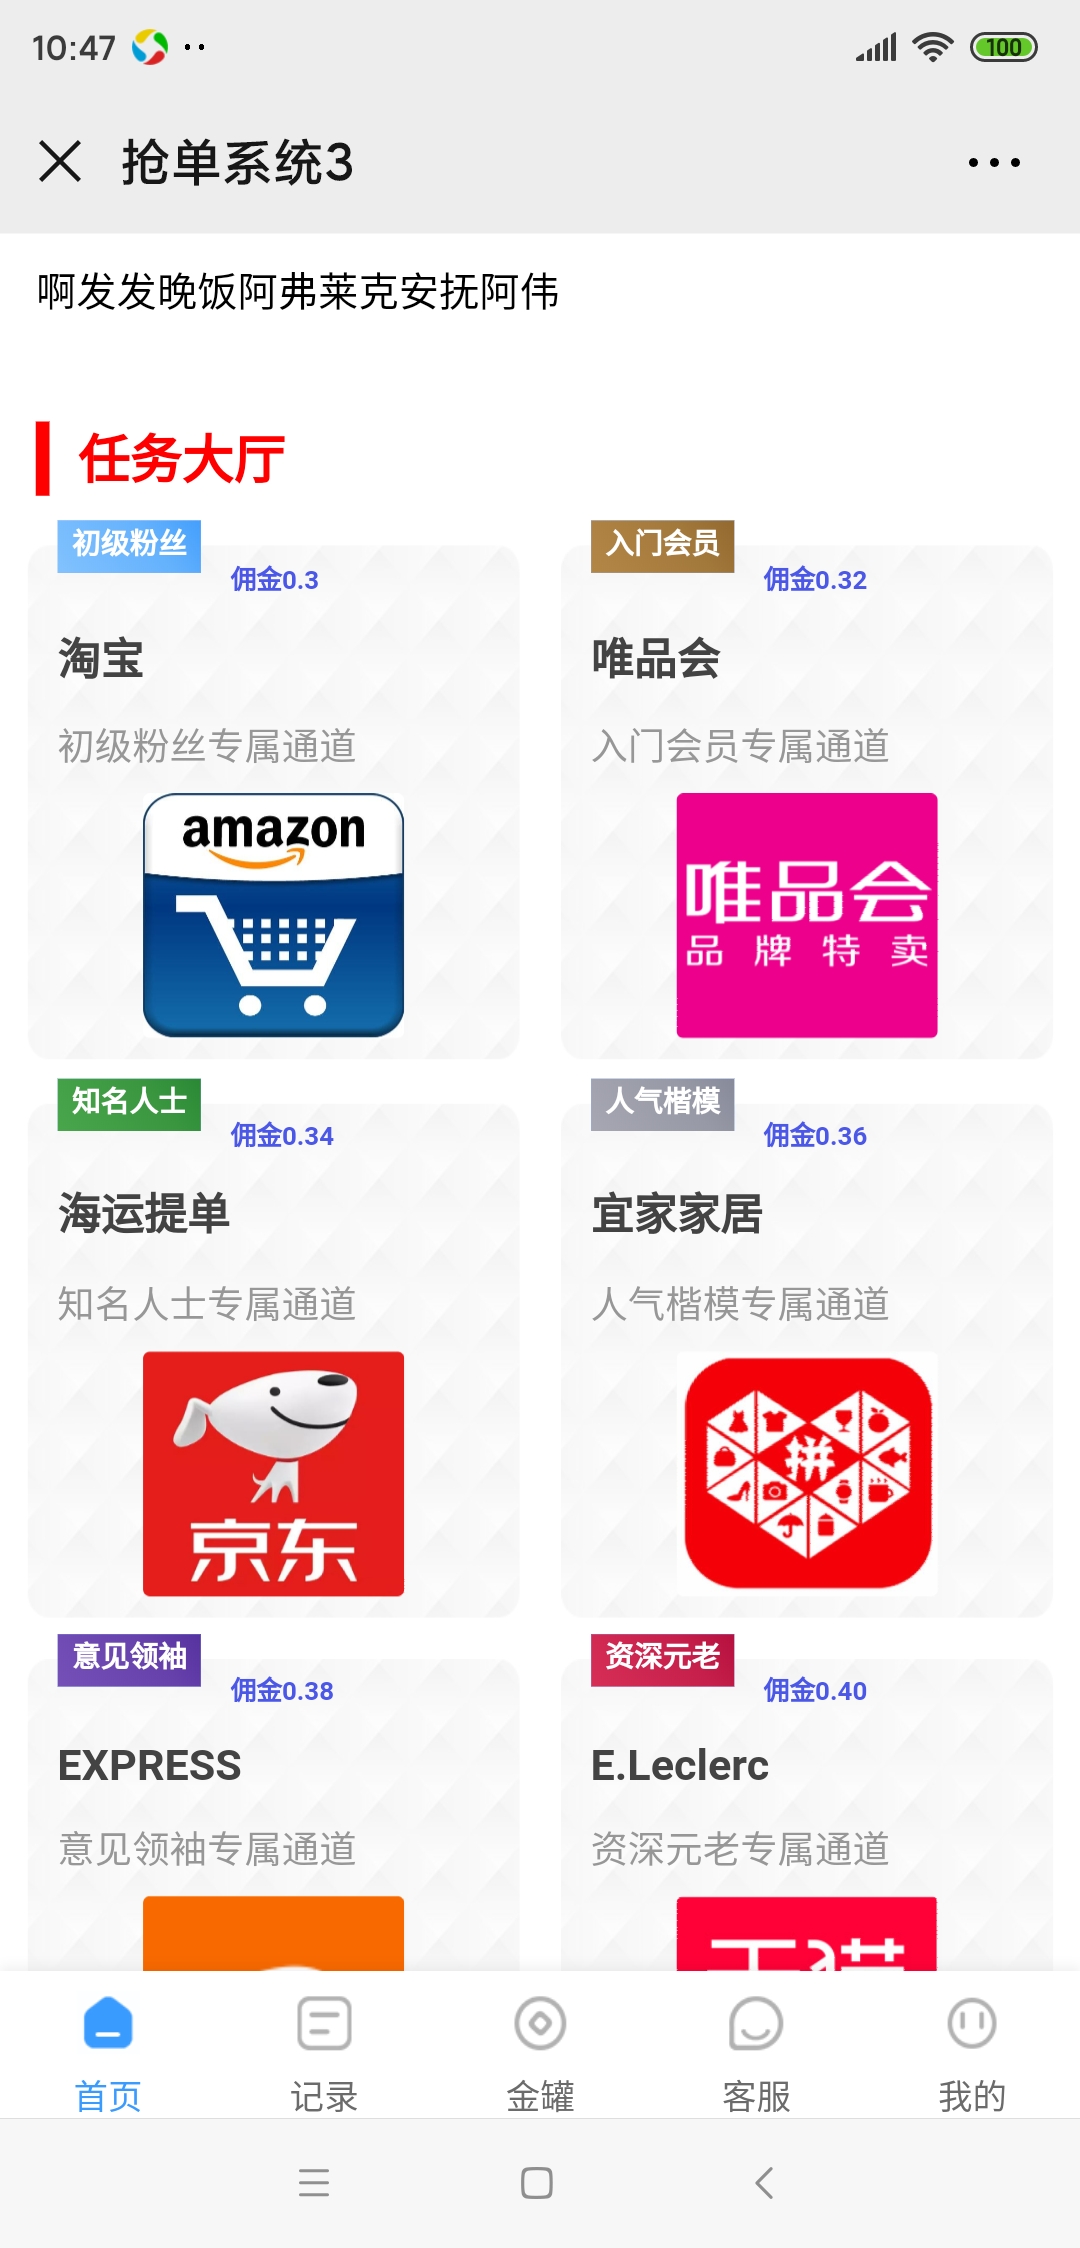 10:47
100
抢单系统3
啊发发晚饭阿弗莱克安抚阿伟
任务大厅
初级粉丝
佣金0.3
淘宝
初级粉丝专属通道
amazon
入门会员
佣金0.32
唯品会
入门会员专属通道
唯品会
品牌特卖
知名人士
佣金0.34
海运提单
知名人士专属通道
京东
人气楷模
佣金0.36
宜家家居
人气楷模专属通道
拼
意见领袖
佣金0.38
EXPRESS
意见领袖专属通道
资深元老
佣金0.40
E.Leclerc
资深元老专属通道
首页
记录
金罐
客服
我的